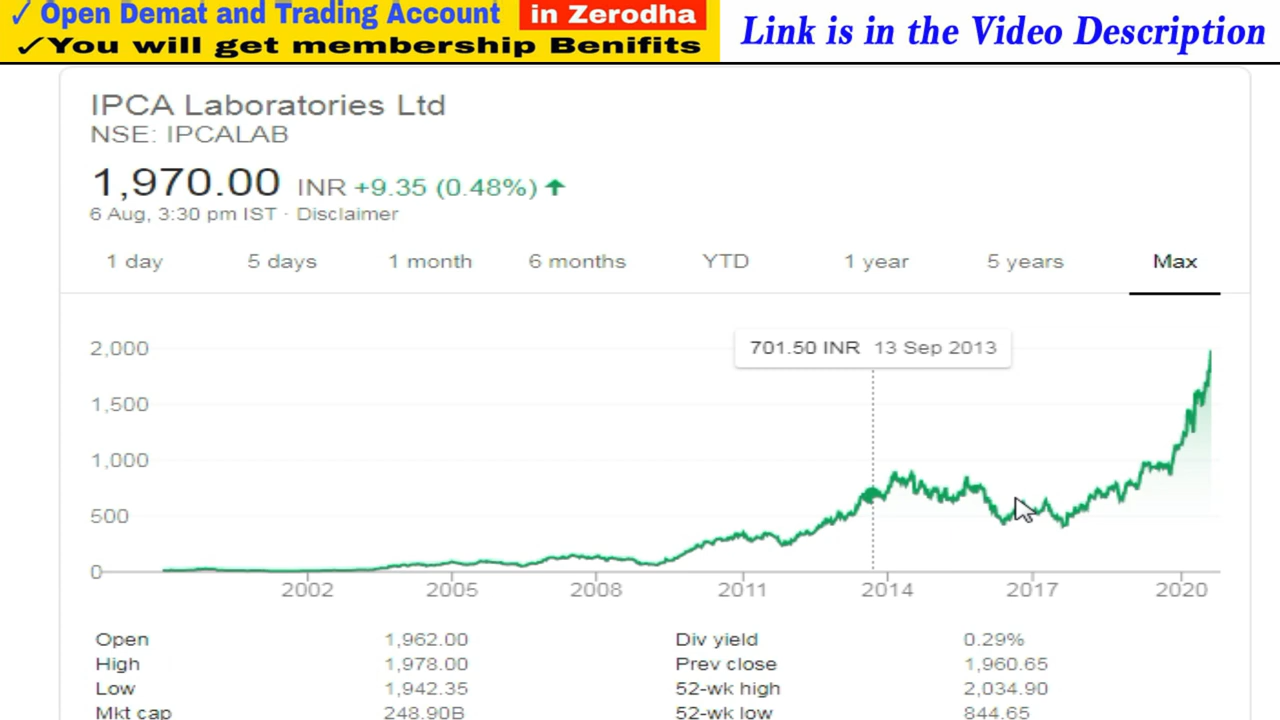 ✓ Open Demat and Trading Account in Zerodha
✓You will get membership Benifits
Link is in the Video Description
IPCA Laboratories Ltd
NSE: IPCALAB
1,970.00 INR +9.35 (0.48%) ↑
6 Aug, 3:30 pm IST · Disclaimer
1 day 5 days 1 month 6 months YTD 1 year 5 years Max
701.50 INR 13 Sep 2013
2,000
1,500
1,000
500
0
2002 2005 2008 2011 2014 2017 2020
Open 1,962.00 Div yield 0.29%
High 1,978.00 Prev close 1,960.65
Low 1,942.35 52-wk high 2,034.90
Mkt cap 248.90B 52-wk low 844.65